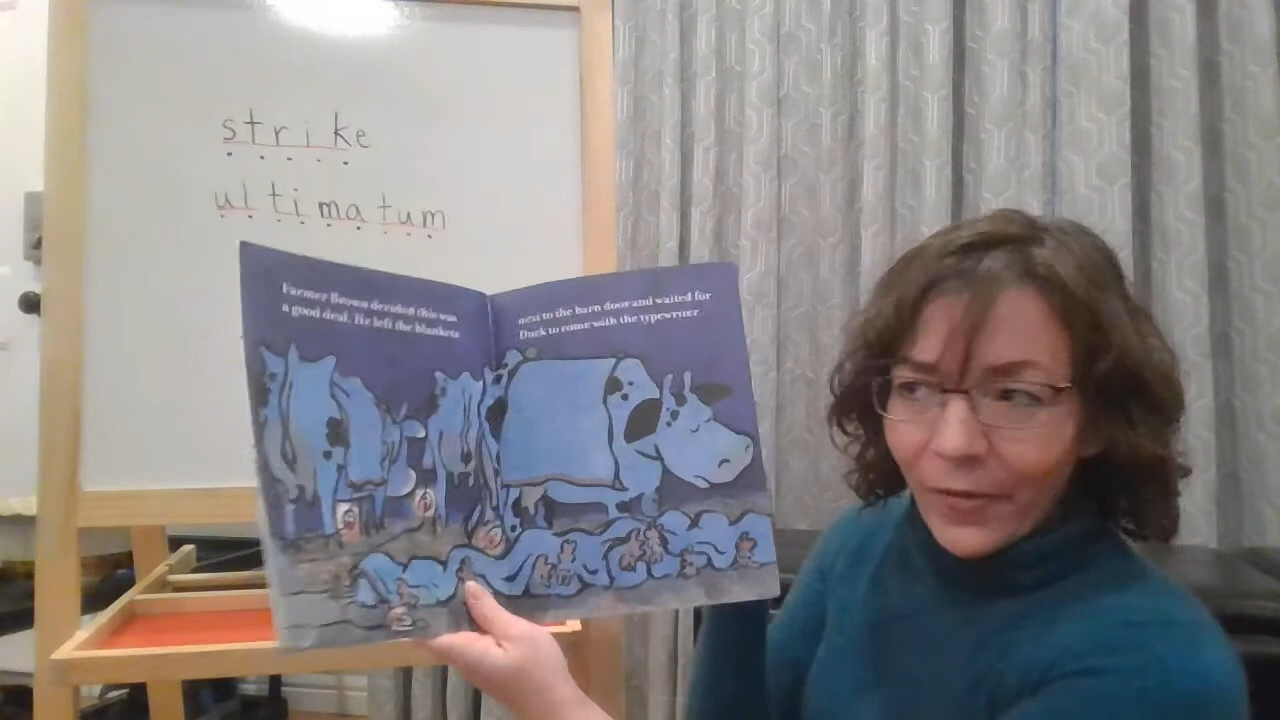 strike
ultimatum
Farmer Brown decided this was
a good deal. He left the blankets
next to the barn door and waited for
Duck to come with the typewriter.